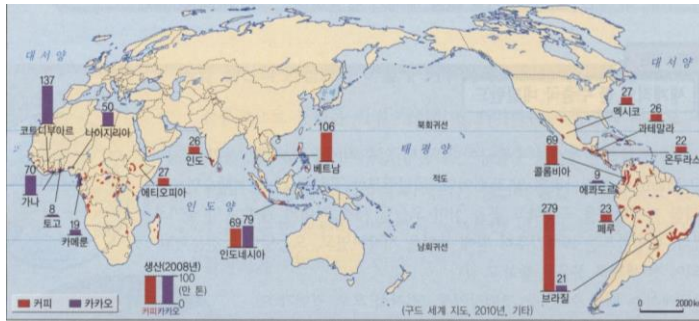 대서양
대서양
137
코트디부아르
50
나이지리아
70
가나
8
토고
19
카메룬
27
에티오피아
26
인도
106
베트남
69 79
인도네시아
인도양
태평양
북회귀선
적도
남회귀선
27
멕시코
26
과테말라
22
온두라스
69
콜롬비아
9
에콰도르
23
페루
279
21
브라질
생산(2008년)
100
(만 톤)
0
커피 카카오
커피 카카오
(구드 세계 지도, 2010년, 기타)
0 2000km